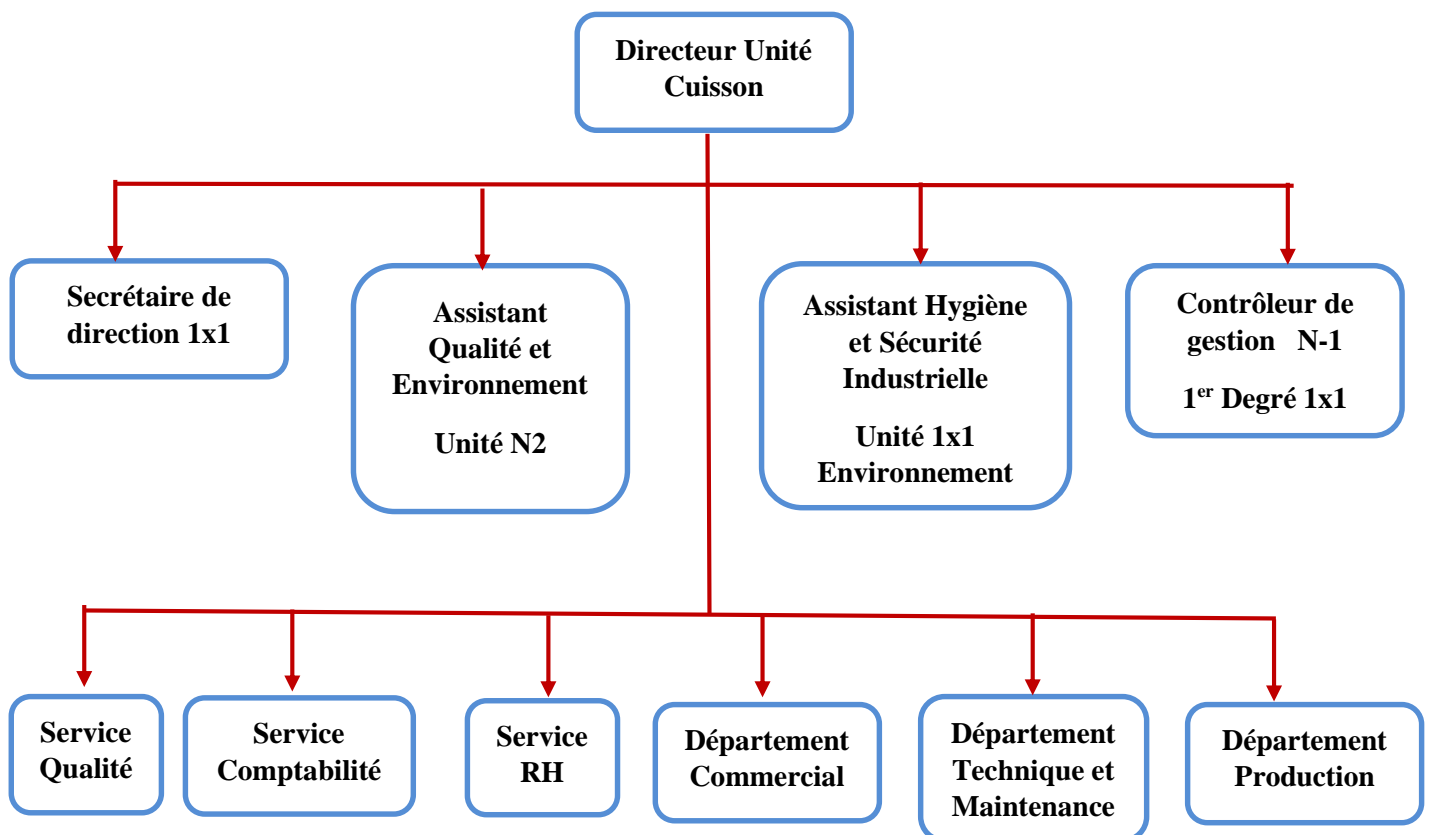 Directeur Unité
Cuisson
Secrétaire de
direction 1x1
Assistant
Qualité et
Environnement
Unité N2
Assistant Hygiène
et Sécurité
Industrielle
Unité 1x1
Environnement
Contrôleur de
gestion N-1
1er Degré 1x1
Service
Qualité
Service
Comptabilité
Service
RH
Département
Commercial
Département
Technique et
Maintenance
Département
Production